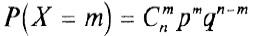 P(X = m) = C_n^m p^m q^{n-m}